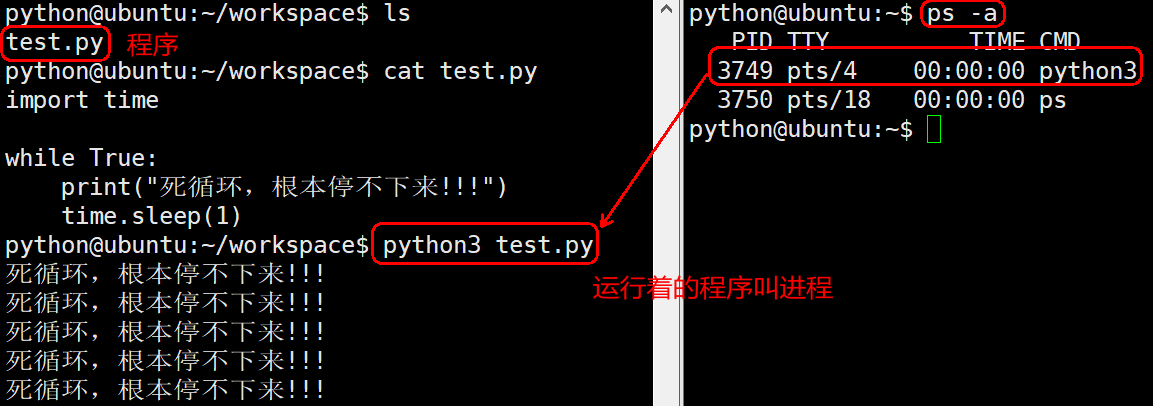 python@ubuntu:~/workspace$ ls
test.py 程序
python@ubuntu:~/workspace$ cat test.py
import time
while True:
    print("死循环，根本停不下来!!!")
    time.sleep(1)
python@ubuntu:~/workspace$ python3 test.py
死循环，根本停不下来!!!
死循环，根本停不下来!!!
死循环，根本停不下来!!!
死循环，根本停不下来!!!
死循环，根本停不下来!!!
运行着的程序叫进程
python@ubuntu:~$ ps -a
  PID TTY          TIME CMD
 3749 pts/4    00:00:00 python3
 3750 pts/18   00:00:00 ps
python@ubuntu:~$